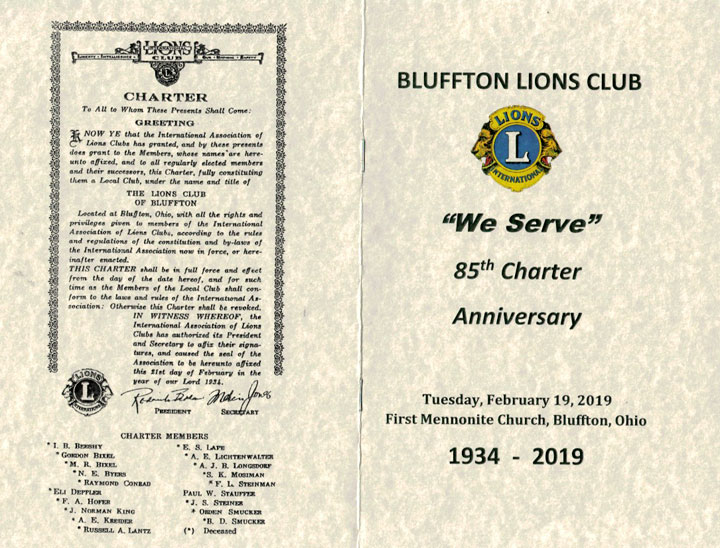 LIONS
CLUB
LIBERTY - INTELLIGENCE
OUR - NATION'S - SAFETY
CHARTER
To All to Whom These Presents Shall Come:
GREETING
KNOW YE that the International Association of
Lions Clubs has granted, and by these presents
does grant to the Members, whose names are here-
unto affixed, and to all regularly elected members
and their successors, this Charter, fully constituting
them a Local Club, under the name and title of
THE LIONS CLUB
OF BLUFFTON
Located at Bluffton, Ohio, with all the rights and
privileges given to members of the International
Association of Lions Clubs, according to the rules
and regulations of the constitution and by-laws of
the International Association now in force, or here-
inafter enacted.
THIS CHARTER shall be in full force and effect
from the day of the date hereof, and for such
time as the Members of the Local Club shall con-
form to the laws and rules of the International As-
sociation: Otherwise this Charter shall be revoked.
IN WITNESS WHEREOF, the
International Association of Lions
Clubs has authorized its President
and Secretary to affix their signa-
tures, and caused the seal of the
Association to be hereunto affixed
this 21st day of February in the
year of our Lord 1934.
LIONS
L
INTERNATIONAL
Melvin Jones
PRESIDENT SECRETARY
CHARTER MEMBERS
* I. B. BEESHY
* GORDON BIXEL
* M. R. BIXEL
* N. E. BYERS
* RAYMOND CONRAD
* ELI DEPPLER
* F. A. HOFER
* J. NORMAN KING
* A. E. KREIDER
* RUSSELL A. LANTZ
* E. S. LAPE
* A. E. LICHTENWALTER
* A. J. B. LONGSDORF
* S. K. MOSIMAN
* F. L. STEINMAN
PAUL W. STAUFFER
* J. S. STEINER
* ORDEN SMUCKER
* B. D. SMUCKER
(*) Deceased
BLUFFTON LIONS CLUB
LIONS
L
INTERNATIONAL
“We Serve”
85th Charter
Anniversary
Tuesday, February 19, 2019
First Mennonite Church, Bluffton, Ohio
1934 - 2019